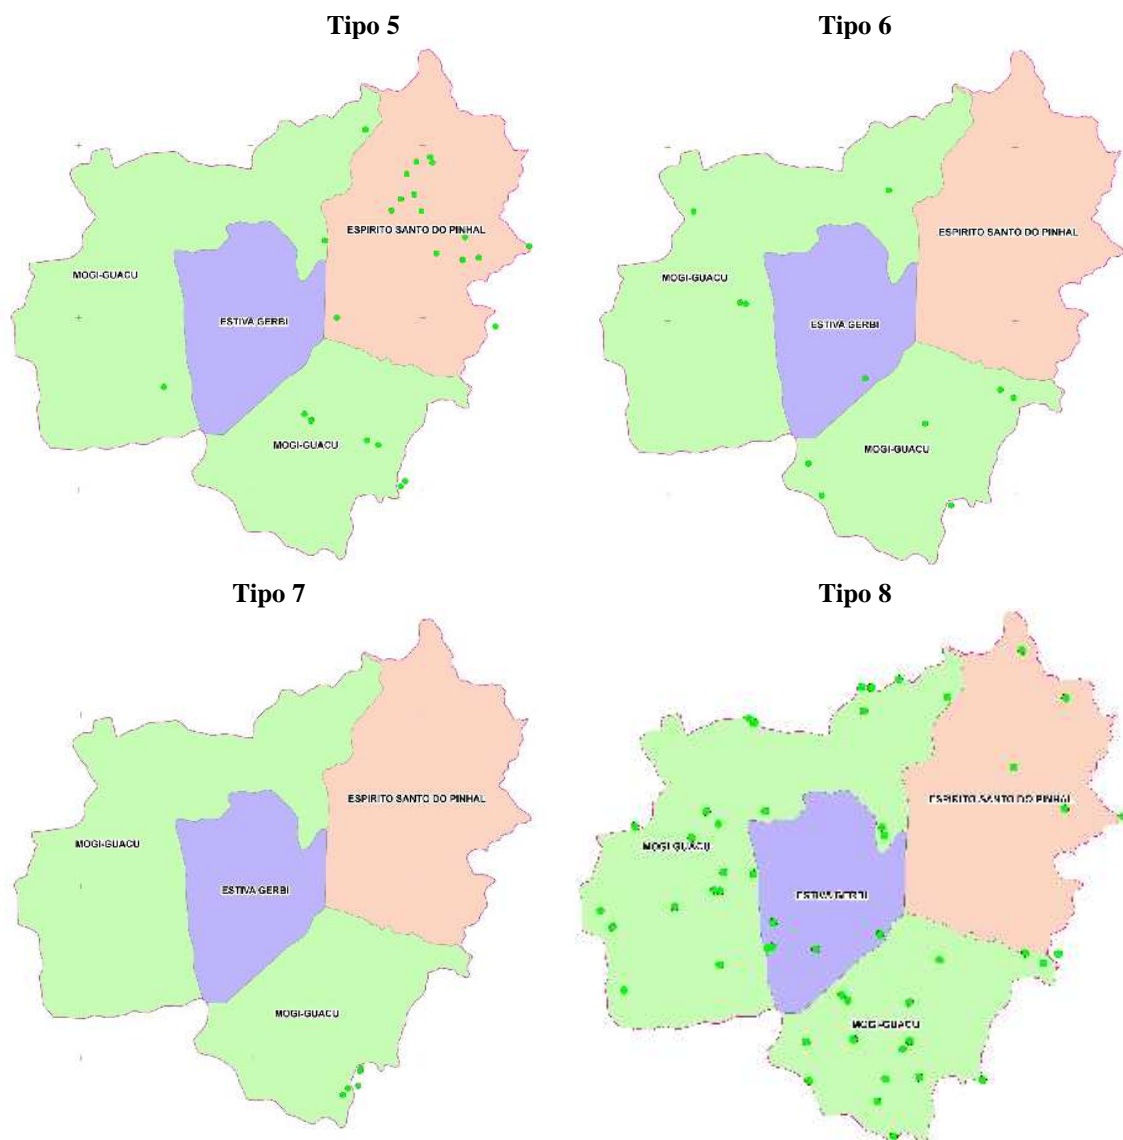 Tipo 5
Tipo 6
ESPIRITO SANTO DO PINHAL
MOGI-GUACU
ESTIVA GERBI
MOGI-GUACU
ESPIRITO SANTO DO PINHAL
MOGI-GUACU
ESTIVA GERBI
MOGI-GUACU
Tipo 7
Tipo 8
ESPIRITO SANTO DO PINHAL
MOGI-GUACU
ESTIVA GERBI
MOGI-GUACU
ESPIRITO SANTO DO PINHAL
MOGI GUACU
ESTIVA GERBI
MOGI-GUACU